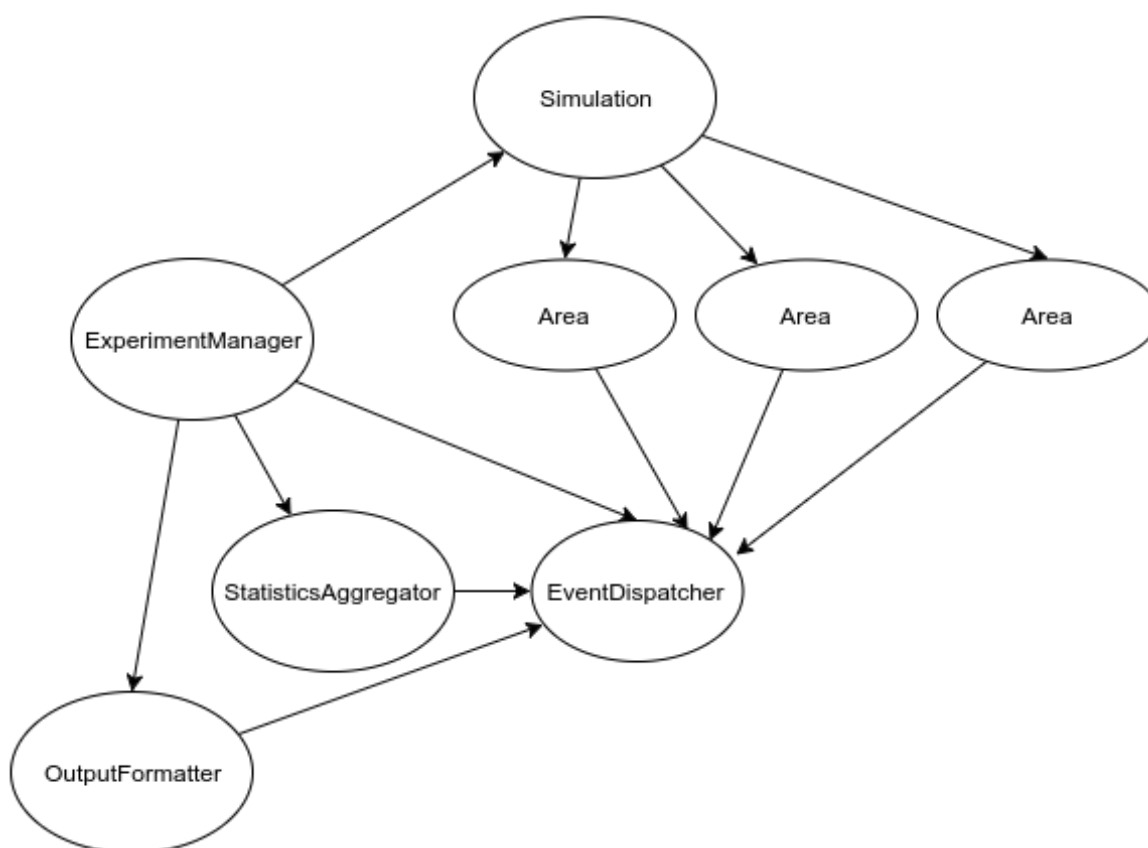 Simulation
Area
Area
Area
ExperimentManager
StatisticsAggregator
EventDispatcher
OutputFormatter